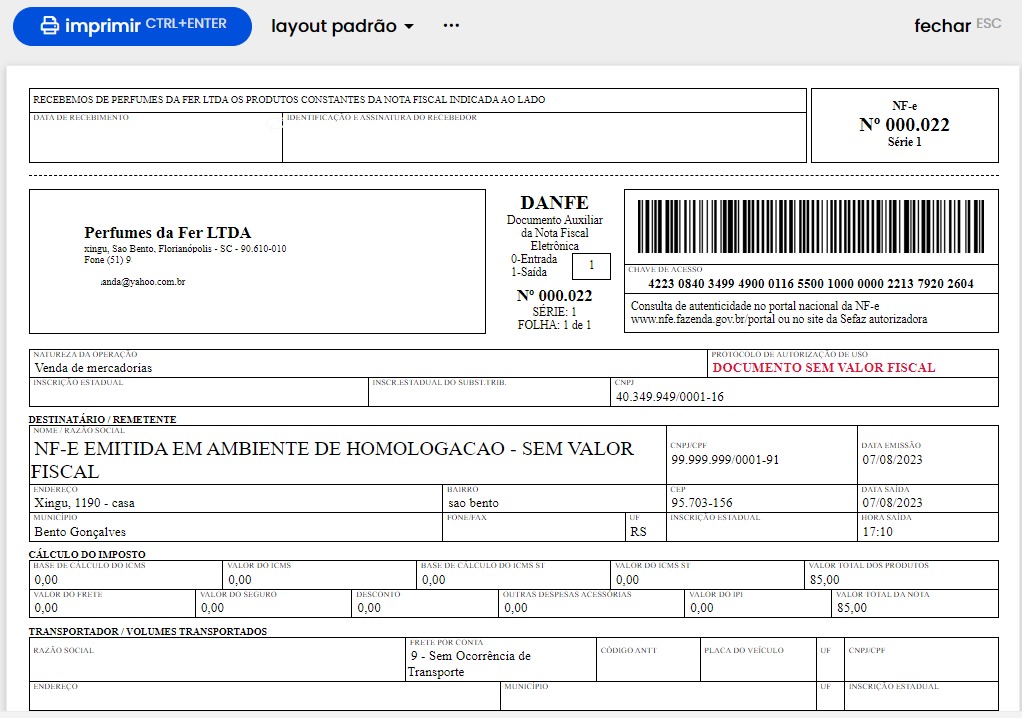 imprimir CTRL+ENTER
layout padrão
fechar ESC
RECEBEMOS DE PERFUMES DA FER LTDA OS PRODUTOS CONSTANTES DA NOTA FISCAL INDICADA AO LADO
DATA DE RECEBIMENTO
IDENTIFICAÇÃO E ASSINATURA DO RECEBEDOR
NF-e
Nº 000.022
Série 1
Perfumes da Fer LTDA
xingu, Sao Bento, Florianópolis - SC - 90.610-010
Fone (51) 9
anda@yahoo.com.br
DANFE
Documento Auxiliar
da Nota Fiscal
Eletrônica
0-Entrada
1-Saída
1
Nº 000.022
SÉRIE: 1
FOLHA: 1 de 1
CHAVE DE ACESSO
4223 0840 3499 4900 0116 5500 1000 0000 2213 7920 2604
Consulta de autenticidade no portal nacional da NF-e
www.nfe.fazenda.gov.br/portal ou no site da Sefaz autorizadora
NATUREZA DA OPERAÇÃO
Venda de mercadorias
PROTOCOLO DE AUTORIZAÇÃO DE USO
DOCUMENTO SEM VALOR FISCAL
INSCRIÇÃO ESTADUAL
INSCR.ESTADUAL DO SUBST.TRIB.
CNPJ
40.349.949/0001-16
DESTINATÁRIO / REMETENTE
NOME / RAZÃO SOCIAL
NF-E EMITIDA EM AMBIENTE DE HOMOLOGACAO - SEM VALOR
FISCAL
CNPJ/CPF
99.999.999/0001-91
DATA EMISSÃO
07/08/2023
ENDEREÇO
Xingu, 1190 - casa
BAIRRO
sao bento
CEP
95.703-156
DATA SAÍDA
07/08/2023
MUNICÍPIO
Bento Gonçalves
FONE/FAX
UF
RS
INSCRIÇÃO ESTADUAL
HORA SAÍDA
17:10
CÁLCULO DO IMPOSTO
BASE DE CÁLCULO DO ICMS
0,00
VALOR DO ICMS
0,00
BASE DE CÁLCULO DO ICMS ST
0,00
VALOR DO ICMS ST
0,00
VALOR TOTAL DOS PRODUTOS
85,00
VALOR DO FRETE
0,00
VALOR DO SEGURO
0,00
DESCONTO
0,00
OUTRAS DESPESAS ACESSÓRIAS
0,00
VALOR DO IPI
0,00
VALOR TOTAL DA NOTA
85,00
TRANSPORTADOR / VOLUMES TRANSPORTADOS
RAZÃO SOCIAL
FRETE POR CONTA
9 - Sem Ocorrência de
Transporte
CÓDIGO ANTT
PLACA DO VEÍCULO
UF
CNPJ/CPF
ENDEREÇO
MUNICÍPIO
UF
INSCRIÇÃO ESTADUAL